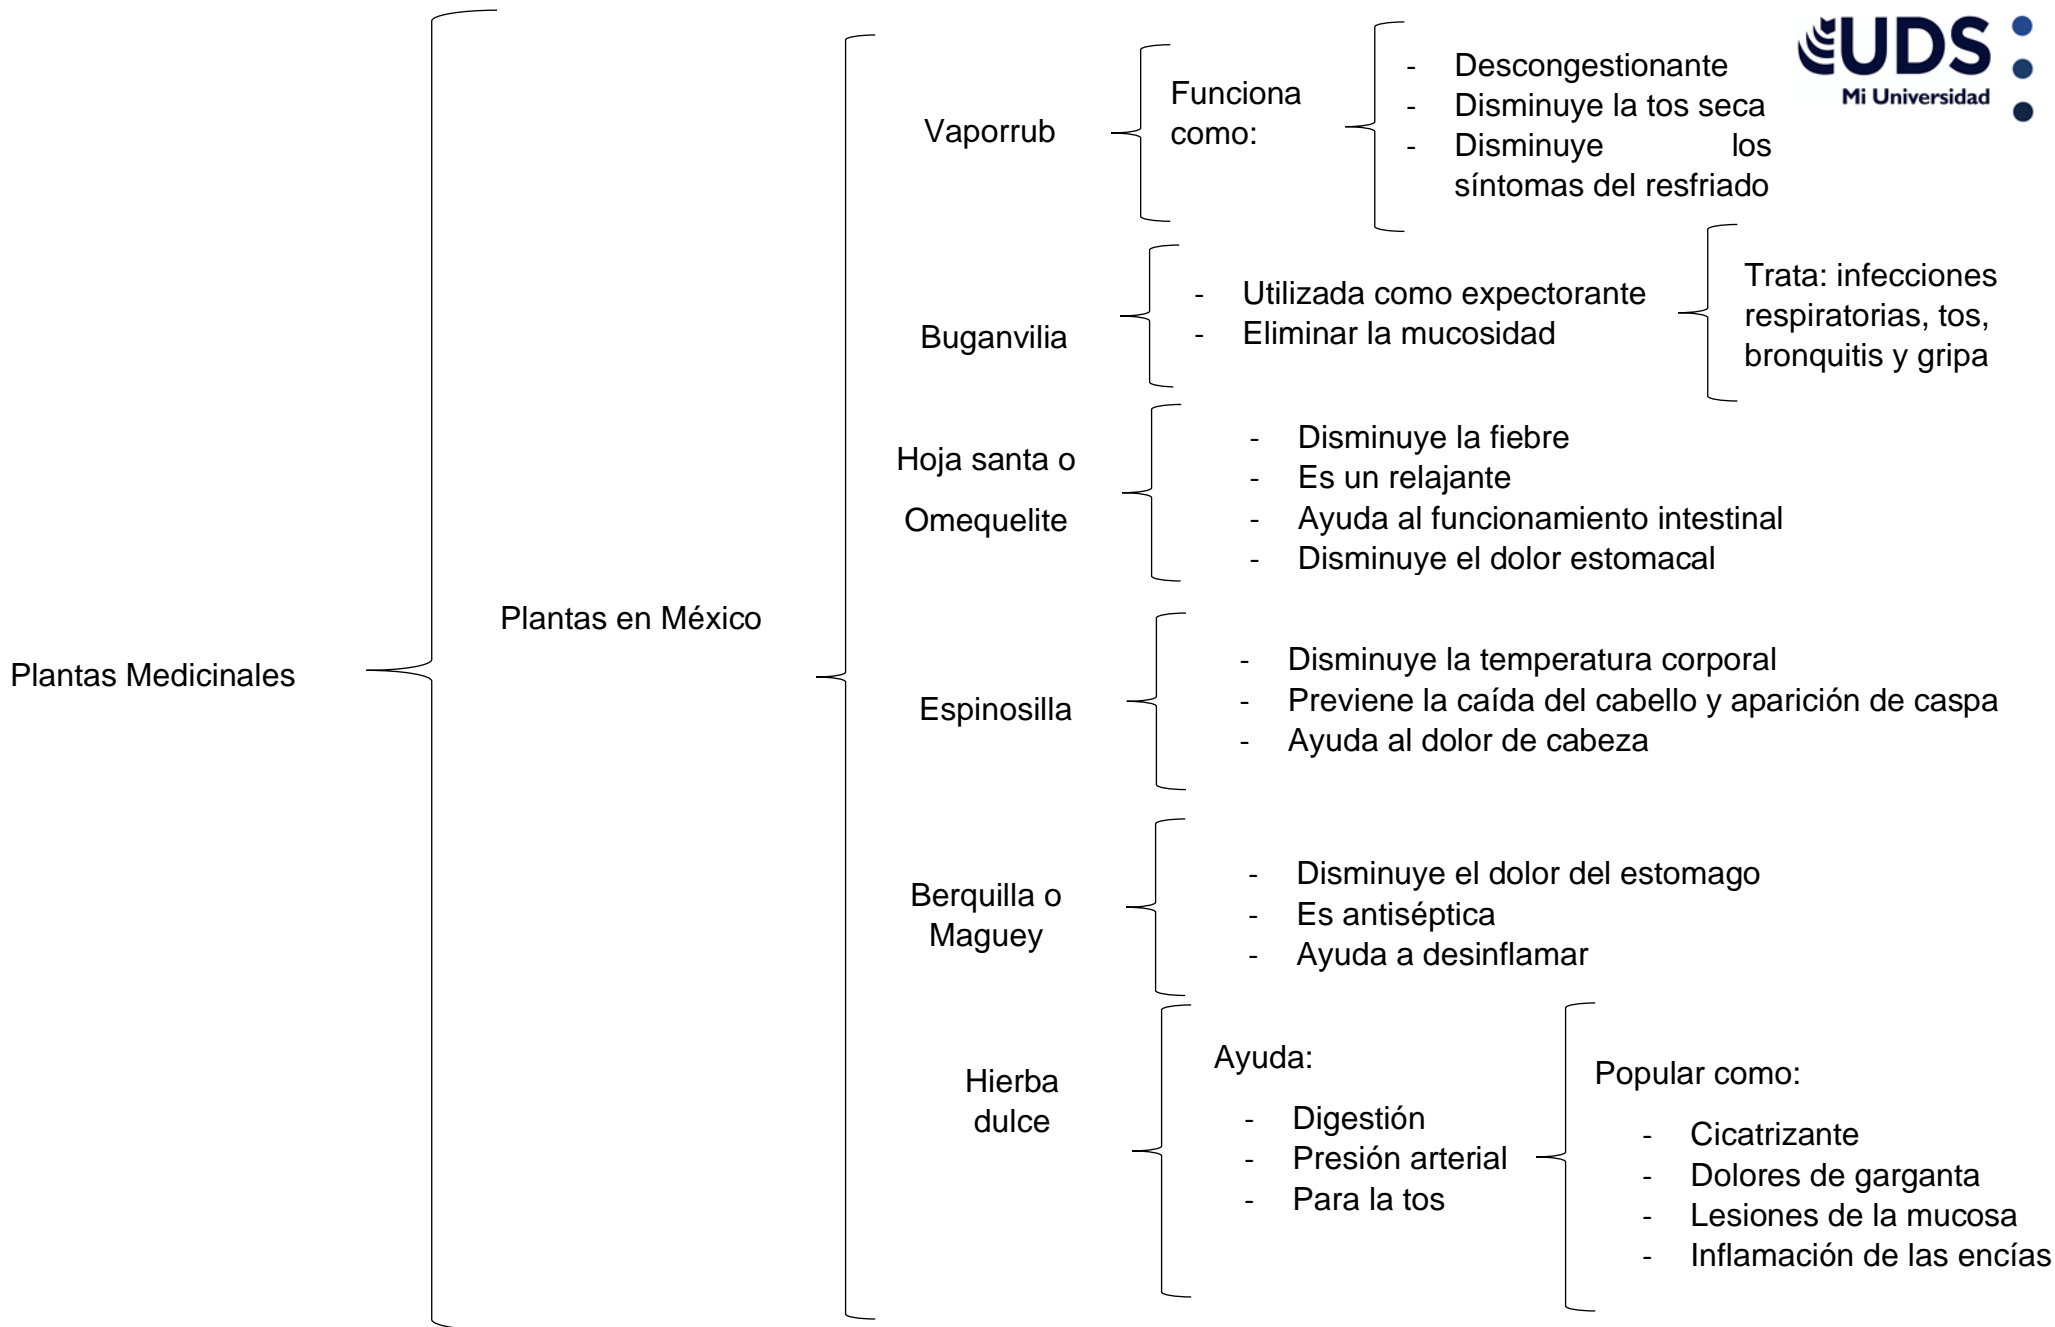 UDS
Mi Universidad
Plantas Medicinales
Plantas en México
Vaporrub
Funciona
como:
- Descongestionante
- Disminuye la tos seca
- Disminuye los
síntomas del resfriado
Buganvilia
- Utilizada como expectorante
- Eliminar la mucosidad
Trata: infecciones
respiratorias, tos,
bronquitis y gripa
Hoja santa o
Omequelite
- Disminuye la fiebre
- Es un relajante
- Ayuda al funcionamiento intestinal
- Disminuye el dolor estomacal
Espinosilla
- Disminuye la temperatura corporal
- Previene la caída del cabello y aparición de caspa
- Ayuda al dolor de cabeza
Berquilla o
Maguey
- Disminuye el dolor del estomago
- Es antiséptica
- Ayuda a desinflamar
Hierba
dulce
Ayuda:
- Digestión
- Presión arterial
- Para la tos
Popular como:
- Cicatrizante
- Dolores de garganta
- Lesiones de la mucosa
- Inflamación de las encías